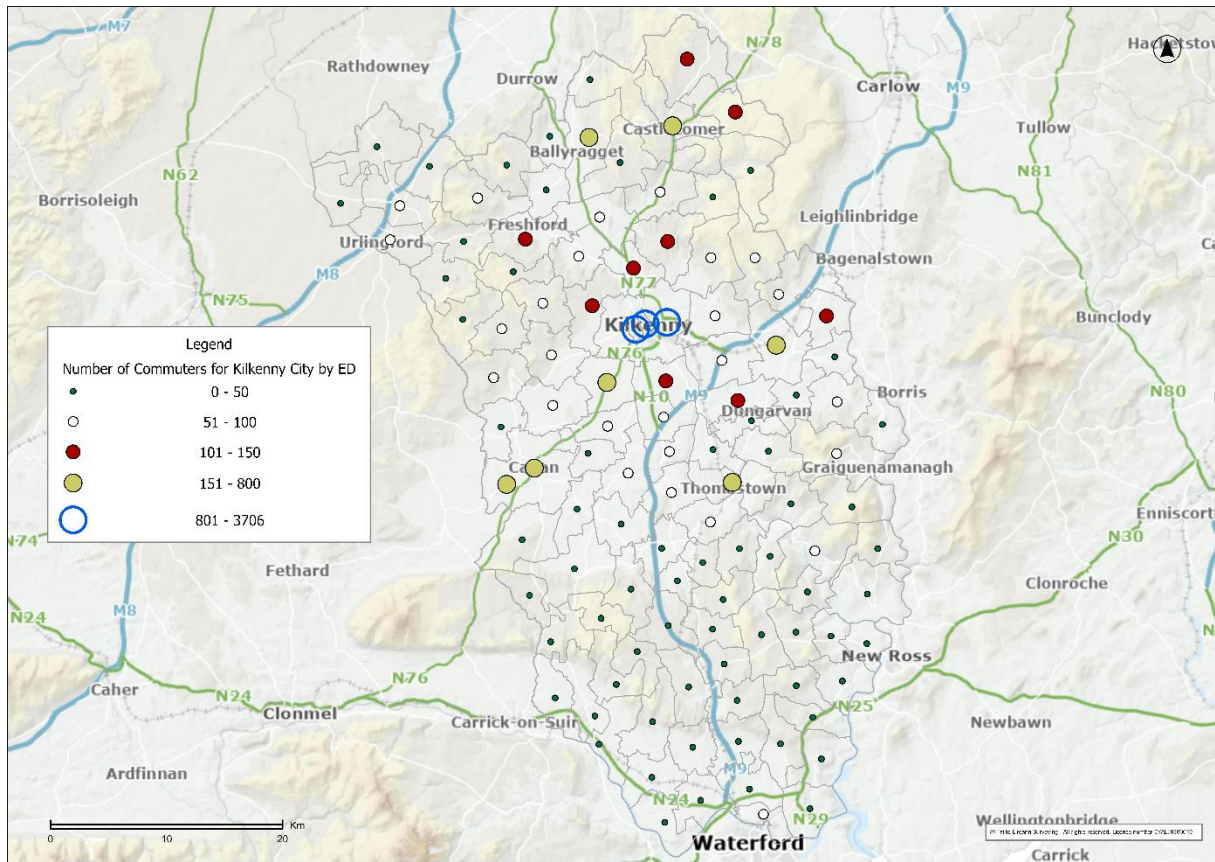 M7
N78
Hacketstown
Rathdowney
Durrow
Carlow
M9
Tullow
Castlecomer
Ballyragget
N62
N81
Borrisoleigh
Leighlinbridge
Freshford
Urlingford
Bagenalstown
M8
N77
N75
Bunclody
Kilkenny
N76
Legend
Number of Commuters for Kilkenny City by ED
0 - 50
51 - 100
101 - 150
151 - 800
801 - 3706
N10
M9
Borris
N80
Dungarvan
Callan
Graiguenamanagh
Thomastown
Enniscorth
N74
N30
Fethard
Clonroche
M8
N24
New Ross
N76
Caher
N24
Clonmel
Carrick-on-Suir
N25
Newbawn
Ardfinnan
M9
N24
N29
Km
0 10 20
Wellingtonbridge
Waterford
Carrick